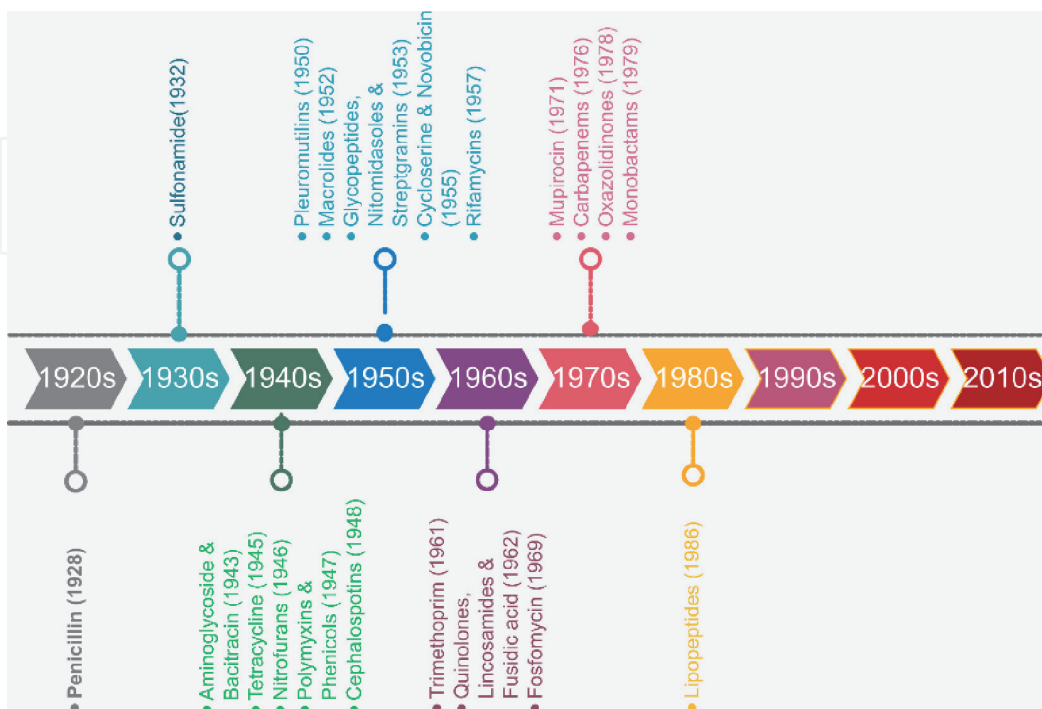 Sulfonamide(1932)
Pleuromutilins (1950)
Macrolides (1952)
Glycopeptides,
Nitomidasoles &
Streptgramins (1953)
Cycloserine & Novobicin
(1955)
Rifamycins (1957)
Mupirocin (1971)
Carbapenems (1976)
Oxazolidinones (1978)
Monobactams (1979)
1920s
1930s
1940s
1950s
1960s
1970s
1980s
1990s
2000s
2010s
Penicillin (1928)
Aminoglycoside &
Bacitracin (1943)
Tetracycline (1945)
Nitrofurans (1946)
Polymyxins &
Phenicols (1947)
Cephalospotins (1948)
Trimethoprim (1961)
Quinolones,
Lincosamides &
Fusidic acid (1962)
Fosfomycin (1969)
Lipopeptides (1986)